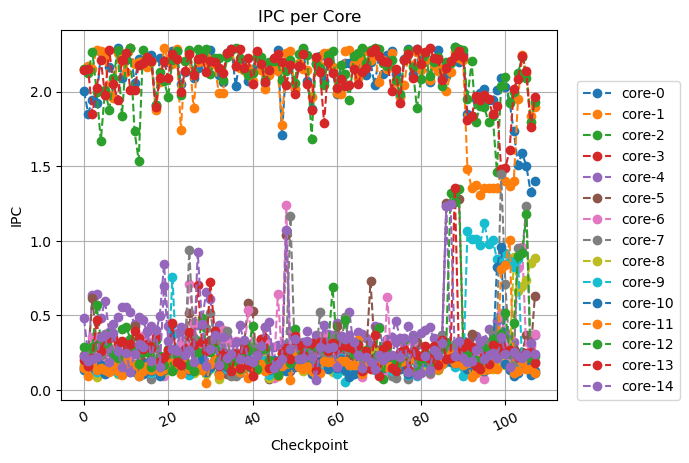 IPC per Core
IPC
2.0
1.5
1.0
0.5
0.0
0
20
40
60
80
100
Checkpoint
core-0
core-1
core-2
core-3
core-4
core-5
core-6
core-7
core-8
core-9
core-10
core-11
core-12
core-13
core-14